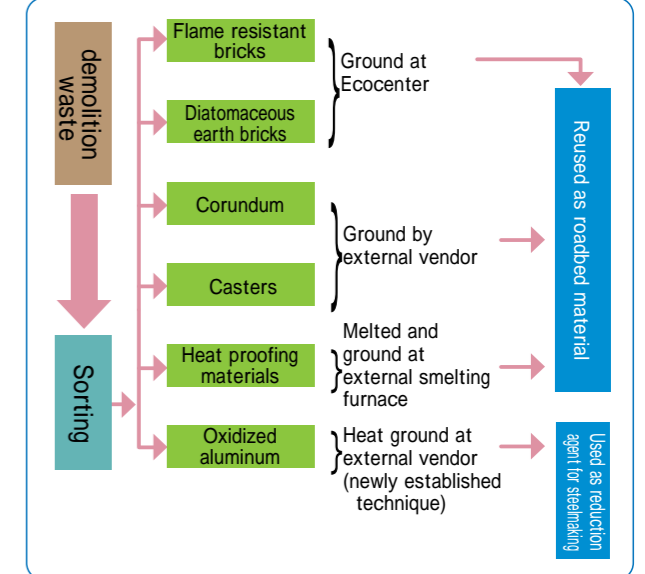 demolition
waste
Sorting
Flame resistant
bricks
Diatomaceous
earth bricks
Corundum
Casters
Heat proofing
materials
Oxidized
aluminum
Ground at
Ecocenter
Ground by
external vendor
Melted and
ground at
external smelting
furnace
Heat ground at
external vendor
(newly established
technique)
Reused as roadbed material
Used as reduction
agent for steelmaking